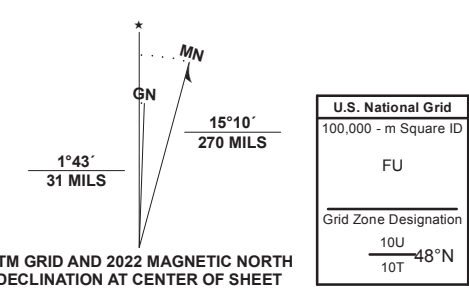 ★
MN
GN
15°10´
270 MILS
1°43´
31 MILS
TM GRID AND 2022 MAGNETIC NORTH
DECLINATION AT CENTER OF SHEET
U.S. National Grid
100,000 - m Square ID
FU
Grid Zone Designation
10U
48°N
10T